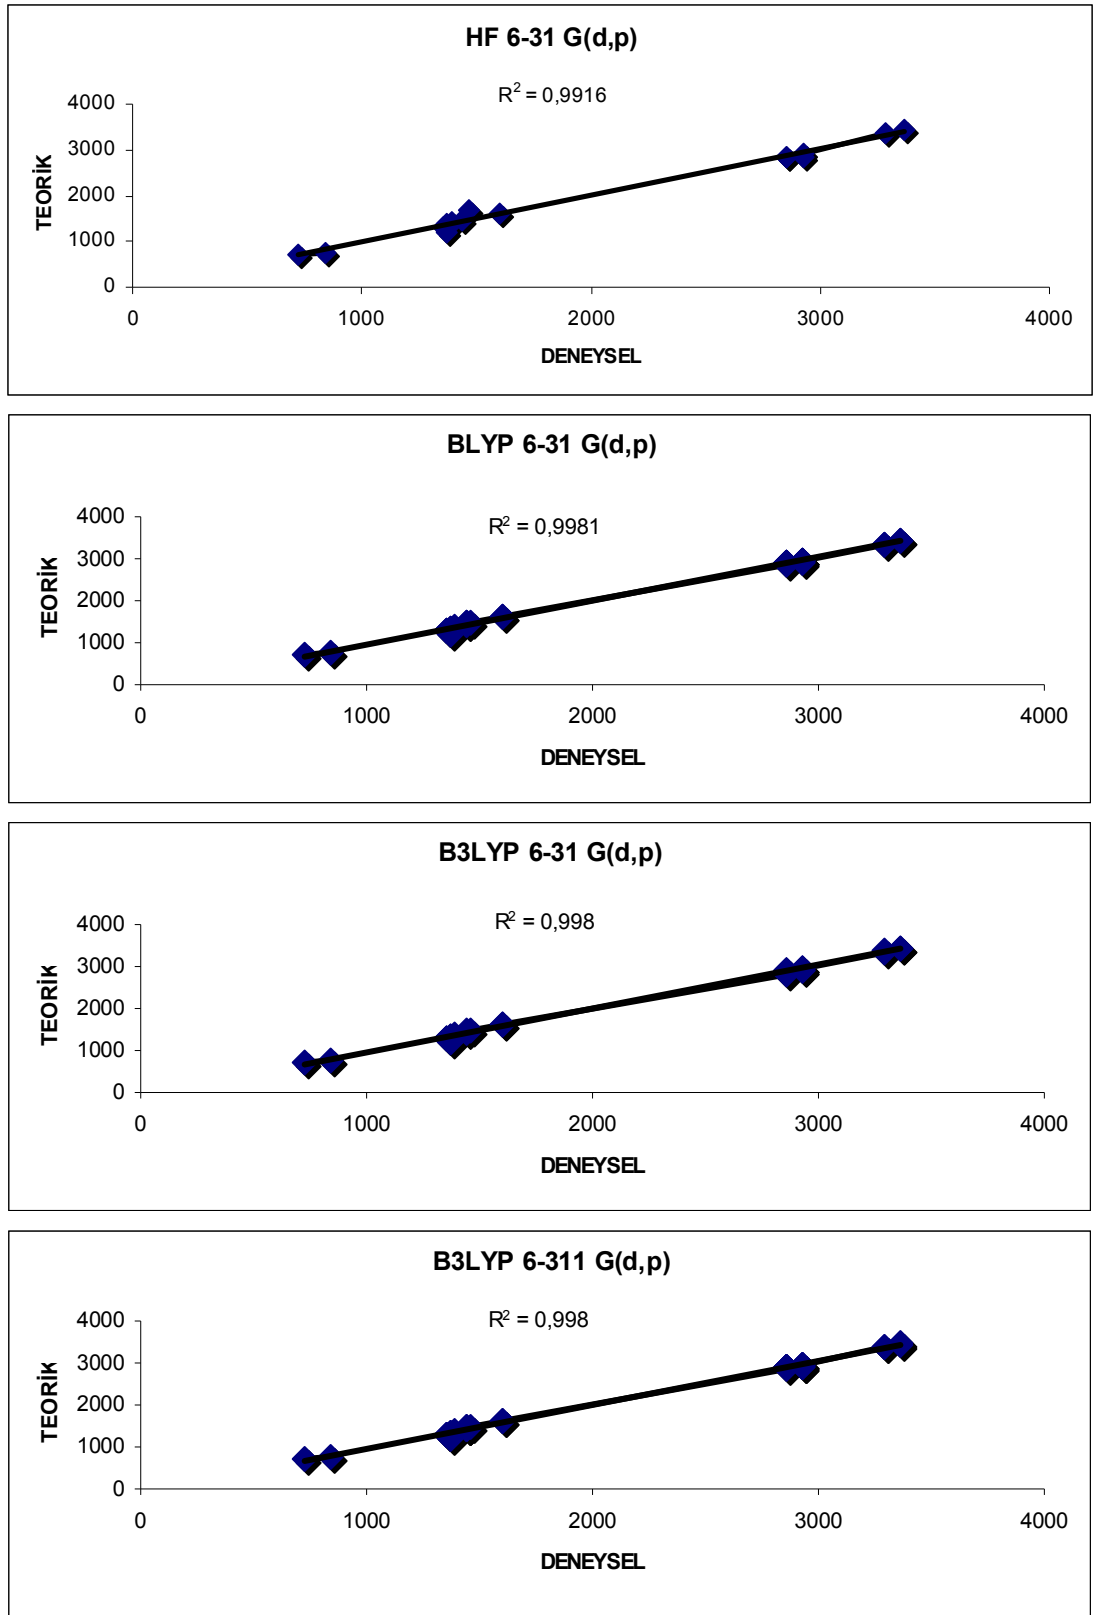 HF 6-31 G(d,p)
R² = 0,9916
4000
3000
2000
1000
0
TEORİK
0 1000 2000 3000 4000
DENEYSEL
BLYP 6-31 G(d,p)
R² = 0,9981
4000
3000
2000
1000
0
TEORİK
0 1000 2000 3000 4000
DENEYSEL
B3LYP 6-31 G(d,p)
R² = 0,998
4000
3000
2000
1000
0
TEORİK
0 1000 2000 3000 4000
DENEYSEL
B3LYP 6-311 G(d,p)
R² = 0,998
4000
3000
2000
1000
0
TEORİK
0 1000 2000 3000 4000
DENEYSEL